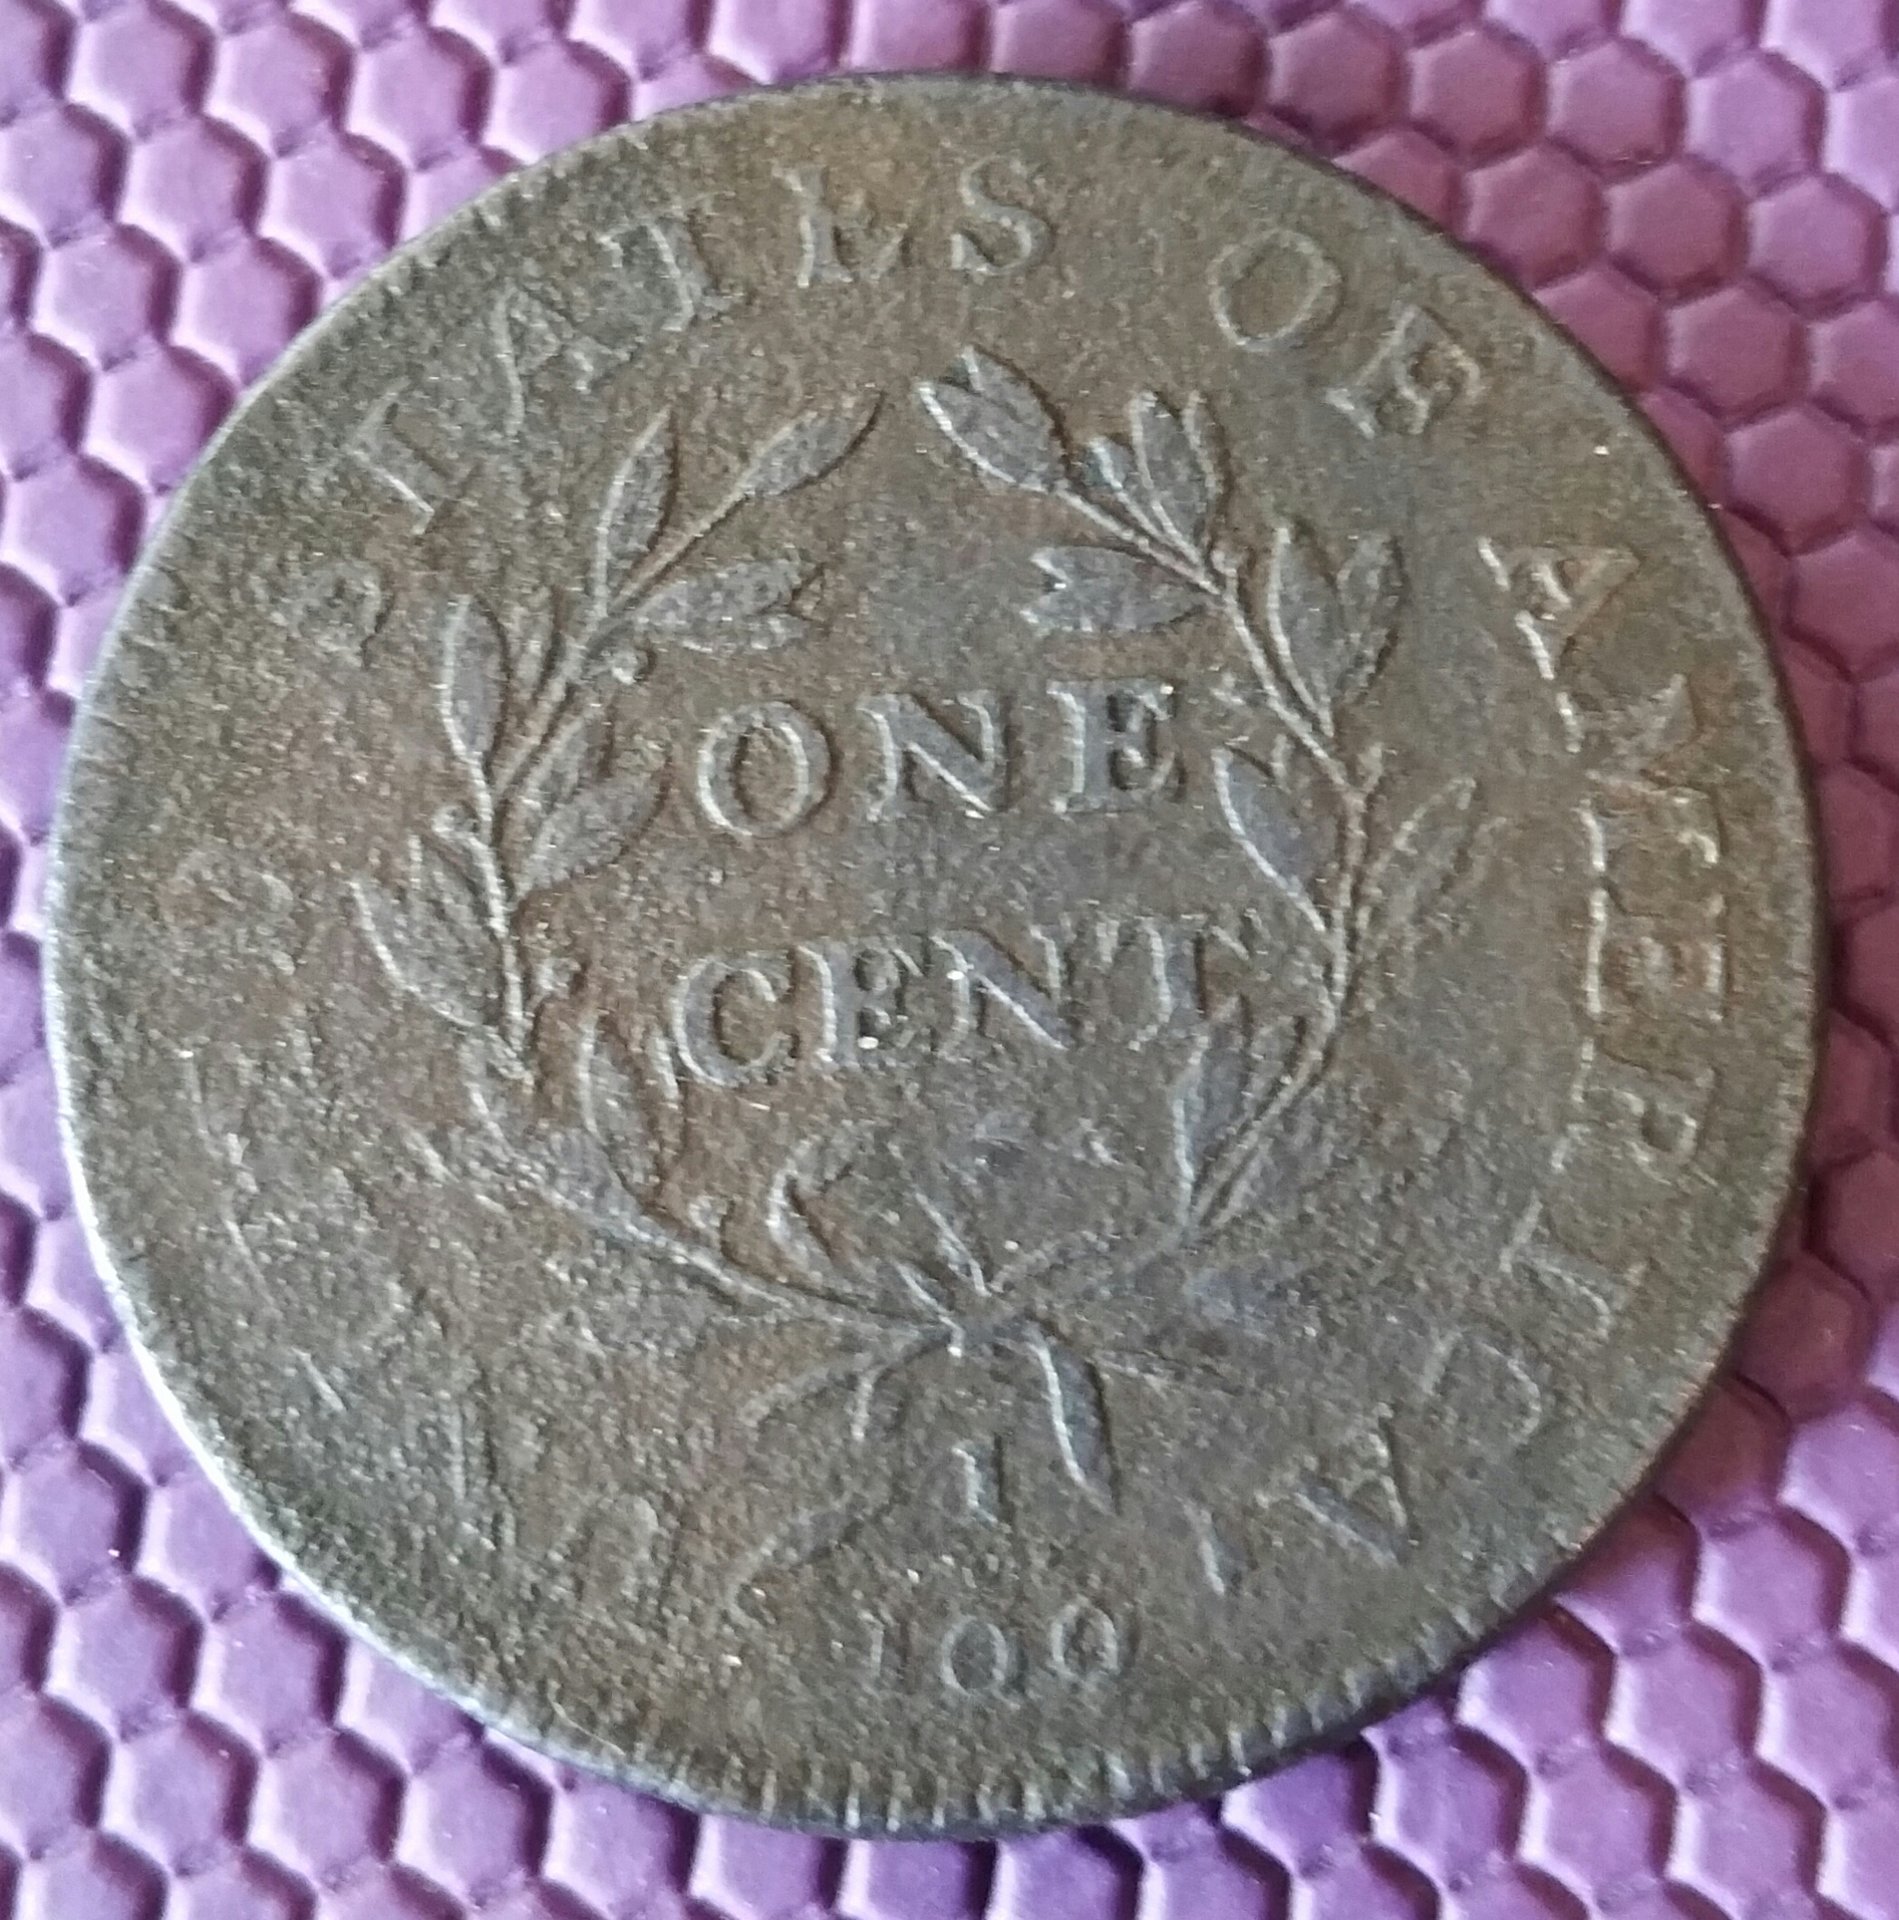 STATES OF AMERICA
ONE
CENT
1
100